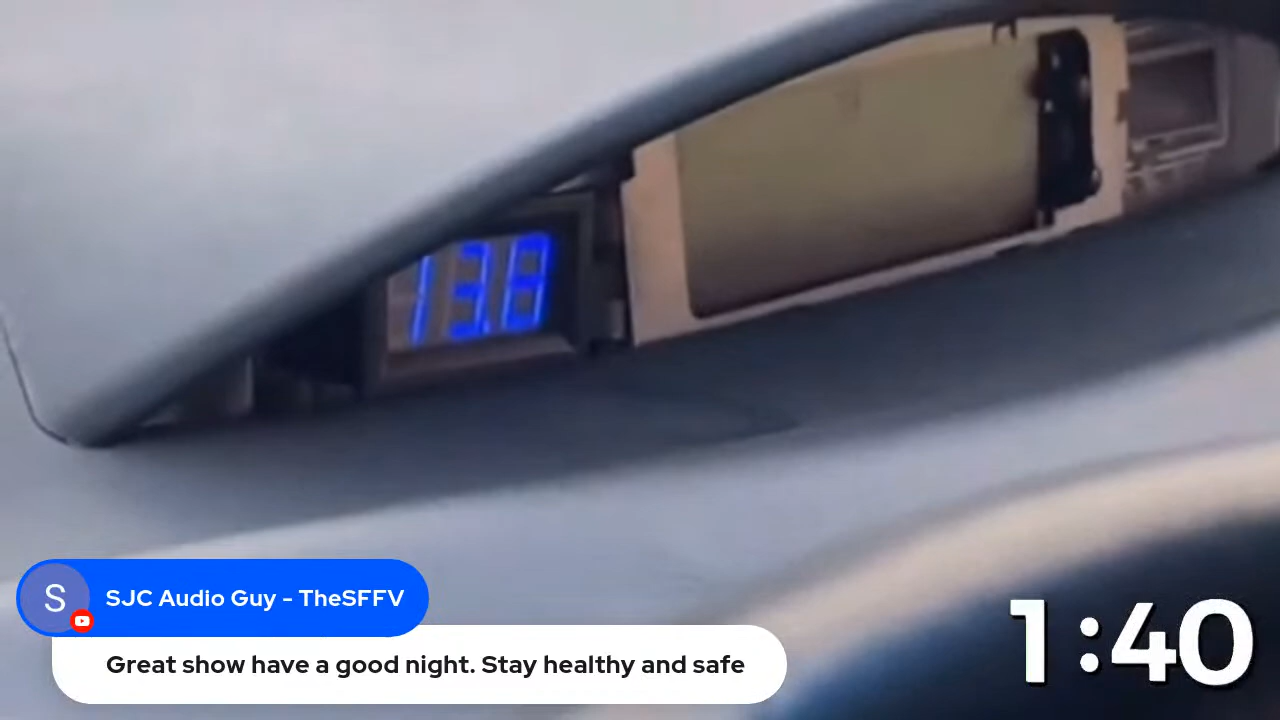 13.8
S
SJC Audio Guy - TheSFFV
Great show have a good night. Stay healthy and safe
1:40